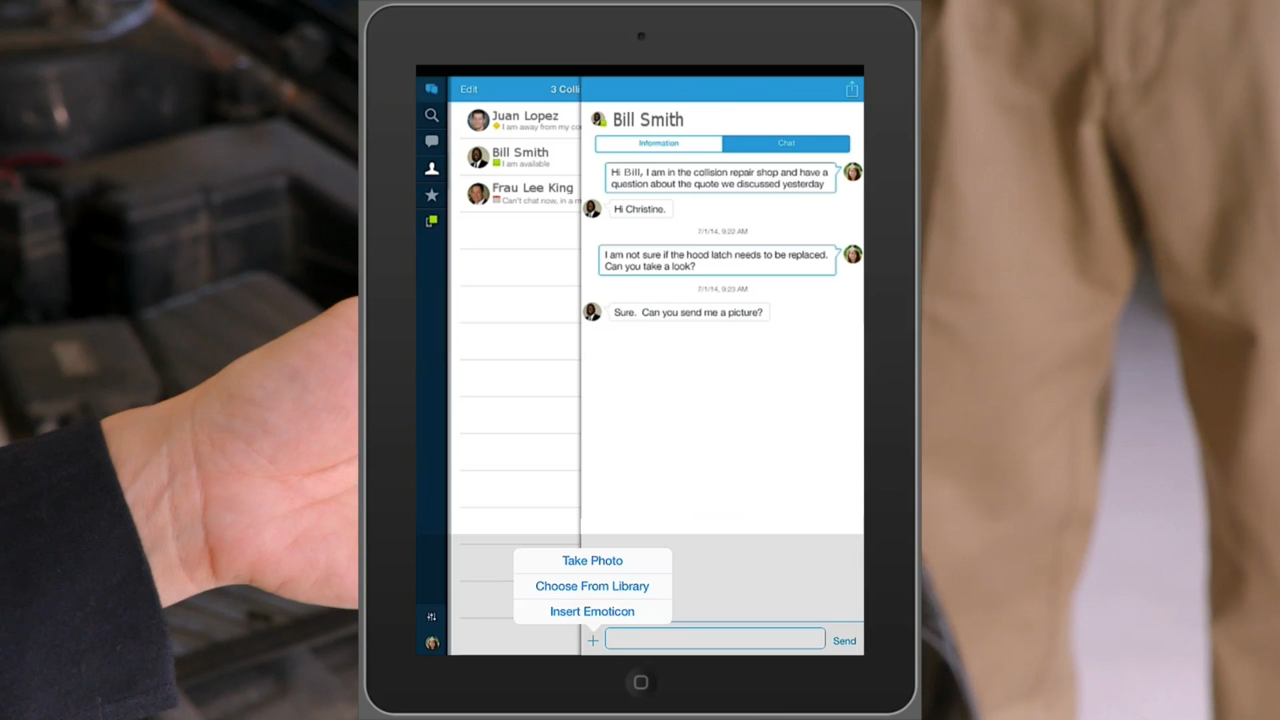 Edit
3 Colli
Juan Lopez
I am away from my co
Bill Smith
I am available
Frau Lee King
Can't chat now, in a m
Bill Smith
Information
Chat
Hi Bill, I am in the collision repair shop and have a
question about the quote we discussed yesterday
Hi Christine.
7/1/14, 9:22 AM
I am not sure if the hood latch needs to be replaced.
Can you take a look?
7/1/14, 9:23 AM
Sure. Can you send me a picture?
Take Photo
Choose From Library
Insert Emoticon
Send